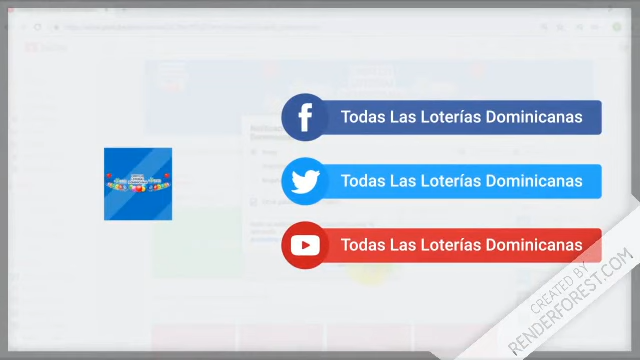 Todas Las Loterías Dominicanas
Todas Las Loterías Dominicanas
Todas Las Loterías Dominicanas
CREATED BY
RENDERFOREST.COM